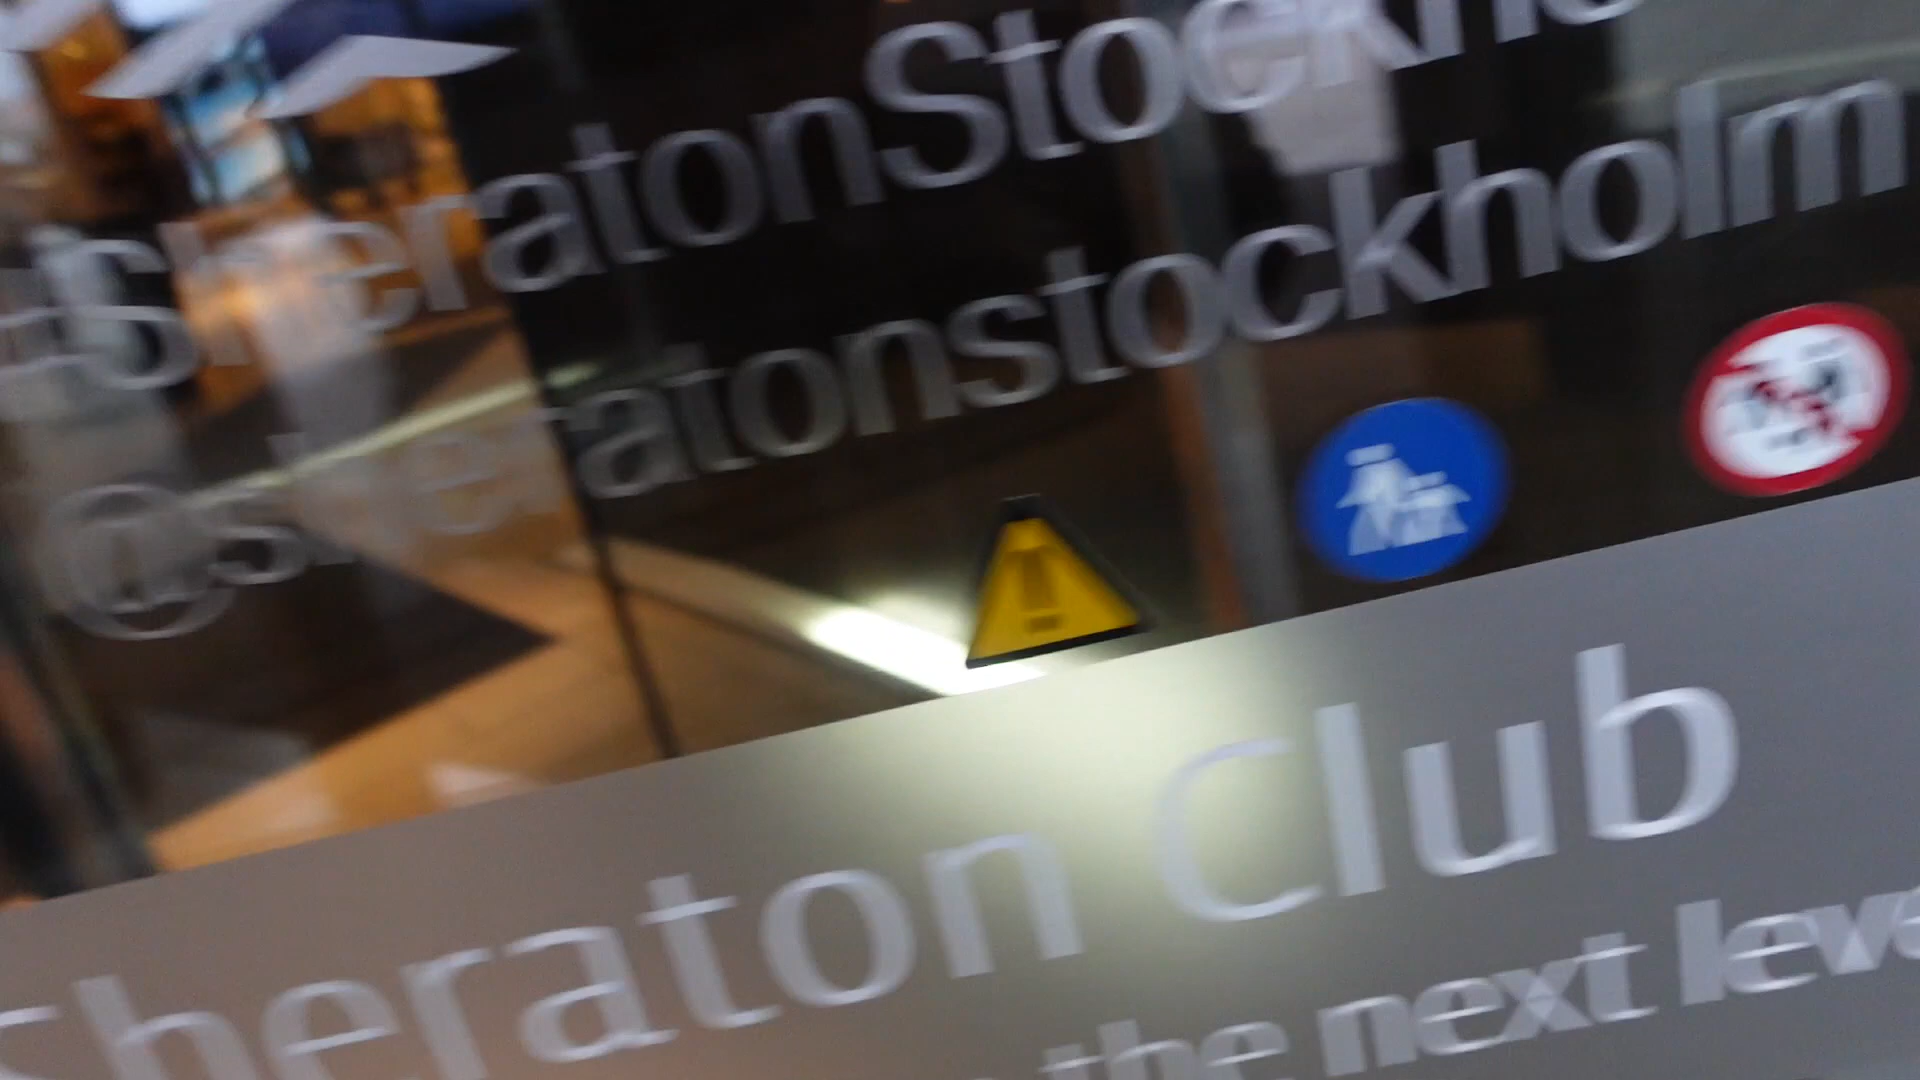 SheratonStockho
@sheratonstockholm
Sheraton Club
the next leve